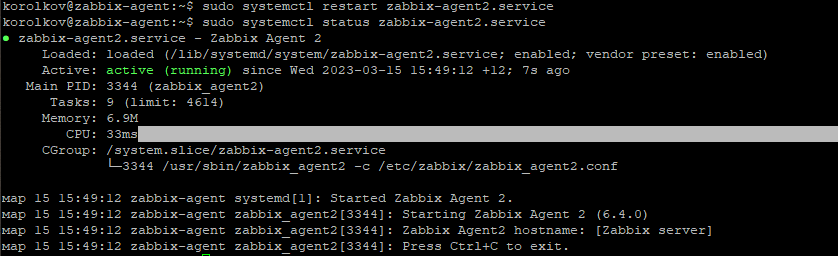 korolkov@zabbix-agent:~$ sudo systemctl restart zabbix-agent2.service
korolkov@zabbix-agent:~$ sudo systemctl status zabbix-agent2.service
● zabbix-agent2.service - Zabbix Agent 2
Loaded: loaded (/lib/systemd/system/zabbix-agent2.service; enabled; vendor preset: enabled)
Active: active (running) since Wed 2023-03-15 15:49:12 +12; 7s ago
Main PID: 3344 (zabbix_agent2)
Tasks: 9 (limit: 4614)
Memory: 6.9M
CPU: 33ms
CGroup: /system.slice/zabbix-agent2.service
└─3344 /usr/sbin/zabbix_agent2 -c /etc/zabbix/zabbix_agent2.conf
мар 15 15:49:12 zabbix-agent systemd[1]: Started Zabbix Agent 2.
мар 15 15:49:12 zabbix-agent zabbix_agent2[3344]: Starting Zabbix Agent 2 (6.4.0)
мар 15 15:49:12 zabbix-agent zabbix_agent2[3344]: Zabbix Agent2 hostname: [Zabbix server]
мар 15 15:49:12 zabbix-agent zabbix_agent2[3344]: Press Ctrl+C to exit.